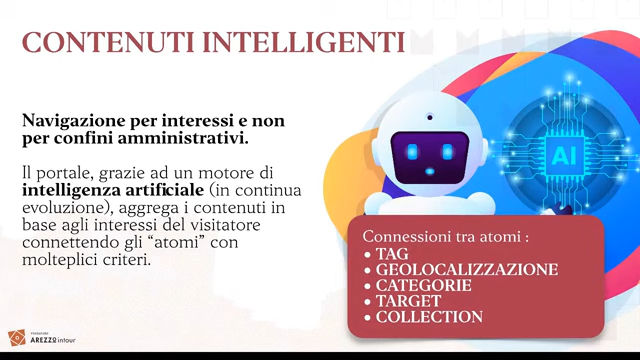 CONTENUTI INTELLIGENTI
Navigazione per interessi e non
per confini amministrativi.
Il portale, grazie ad un motore di
intelligenza artificiale (in continua
evoluzione), aggrega i contenuti in
base agli interessi del visitatore
connettendo gli “atomi” con
molteplici criteri.
AI
Connessioni tra atomi :
• TAG
• GEOLOCALIZZAZIONE
• CATEGORIE
• TARGET
• COLLECTION
AREZZO intour